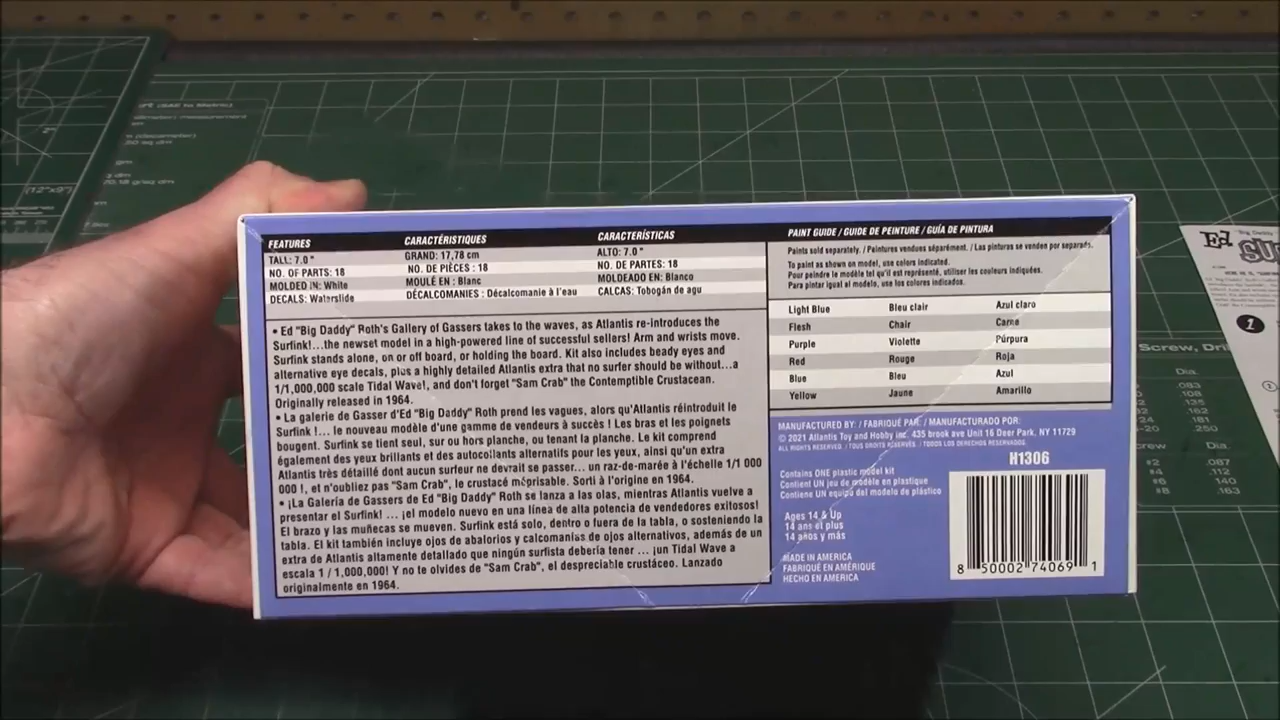 FEATURES
TALL: 7.0"
NO. OF PARTS: 18
MOLDED IN: White
DECALS: Waterslide
CARACTÉRISTIQUES
GRAND: 17,78 cm
NO. DE PIÈCES : 18
MOULÉ EN : Blanc
DÉCALCOMANIES : Décalcomanie à l'eau
CARACTERÍSTICAS
ALTO: 7.0"
NO. DE PARTES: 18
MOLDEADO EN: Blanco
CALCAS: Tobogán de agu
• Ed "Big Daddy" Roth's Gallery of Gassers takes to the waves, as Atlantis re-introduces the
Surfink!...the newset model in a high-powered line of successful sellers! Arm and wrists move.
Surfink stands alone, on or off board, or holding the board. Kit also includes beady eyes and
alternative eye decals, plus a highly detailed Atlantis extra that no surfer should be without...a
1/1,000,000 scale Tidal Wave!, and don't forget "Sam Crab" the Contemptible Crustacean.
Originally released in 1964.
• La galerie de Gasser d'Ed "Big Daddy" Roth prend les vagues, alors qu'Atlantis réintroduit le
Surfink !... le nouveau modèle d'une gamme de vendeurs à succès ! Les bras et les poignets
bougent. Surfink se tient seul, sur ou hors planche, ou tenant la planche. Le kit comprend
également des yeux brillants et des autocollants alternatifs pour les yeux, ainsi qu'un extra
Atlantis très détaillé dont aucun surfeur ne devrait se passer... un raz-de-marée à l'échelle 1/1 000
000 !, et n'oubliez pas "Sam Crab", le crustacé méprisable. Sorti à l'origine en 1964.
• ¡La Galería de Gassers de Ed "Big Daddy" Roth se lanza a las olas, mientras Atlantis vuelve a
presentar el Surfink! ... ¡el modelo nuevo en una línea de alta potencia de vendedores exitosos!
El brazo y las muñecas se mueven. Surfink está solo, dentro o fuera de la tabla, o sosteniendo la
tabla. El kit también incluye ojos de abalorios y calcomanías de ojos alternativos, además de un
extra de Atlantis altamente detallado que ningún surfista debería tener ... ¡un Tidal Wave a
escala 1 / 1,000,000! Y no te olvides de "Sam Crab", el despreciable crustáceo. Lanzado
originalmente en 1964.
PAINT GUIDE / GUIDE DE PEINTURE / GUÍA DE PINTURA
Paints sold separately. / Peintures vendues séparément. / Las pinturas se venden por separado.
To paint as shown on model, use colors indicated.
Pour peindre le modèle tel qu'il est représenté, utiliser les couleurs indiquées.
Para pintar igual el modelo, use los colores indicados.
Light Blue Bleu clair Azul claro
Flesh Chair Carne
Purple Violette Púrpura
Red Rouge Roja
Blue Bleu Azul
Yellow Jaune Amarillo
MANUFACTURED BY: / FABRIQUÉ PAR: / MANUFACTURADO POR:
© 2021 Atlantis Toy and Hobby inc. 435 brook ave Unit 16 Deer Park, NY 11729
ALL RIGHTS RESERVED. / TOUS DROITS RÉSERVÉS. / TODOS LOS DERECHOS RESERVADOS.
H1306
Contains ONE plastic model kit
Contient UN jeu de modèle en plastique
Contiene UN equipo del modelo de plástico
Ages 14 & Up
14 ans et plus
14 años y más
MADE IN AMERICA
FABRIQUÉ EN AMÉRIQUE
HECHO EN AMERICA
8 50002 74069 1
(12"x9")
2"
Screw, Dri
Dia.
.083
.108
.135
.162
.181
-20 .250
Dia.
#2 .087
#4 .112
#6 140
#8 .163
1